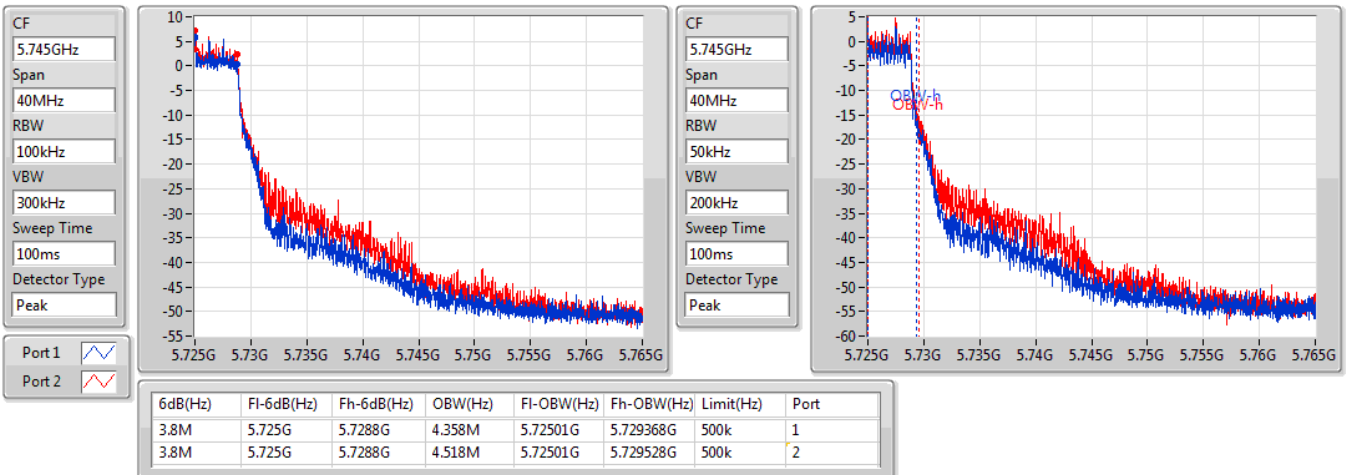 CF
5.745GHz
Span
40MHz
RBW
100kHz
VBW
300kHz
Sweep Time
100ms
Detector Type
Peak
Port 1
Port 2
10
5
0
-5
-10
-15
-20
-25
-30
-35
-40
-45
-50
-55
5.725G 5.73G 5.735G 5.74G 5.745G 5.75G 5.755G 5.76G 5.765G
CF
5.745GHz
Span
40MHz
RBW
50kHz
VBW
200kHz
Sweep Time
100ms
Detector Type
Peak
5
0
-5
-10
-15
-20
-25
-30
-35
-40
-45
-50
-55
-60
OBW-h
OBW-h
5.725G 5.73G 5.735G 5.74G 5.745G 5.75G 5.755G 5.76G 5.765G
6dB(Hz) Fl-6dB(Hz) Fh-6dB(Hz) OBW(Hz) Fl-OBW(Hz) Fh-OBW(Hz) Limit(Hz) Port
3.8M 5.725G 5.7288G 4.358M 5.72501G 5.729368G 500k 1
3.8M 5.725G 5.7288G 4.518M 5.72501G 5.729528G 500k 2